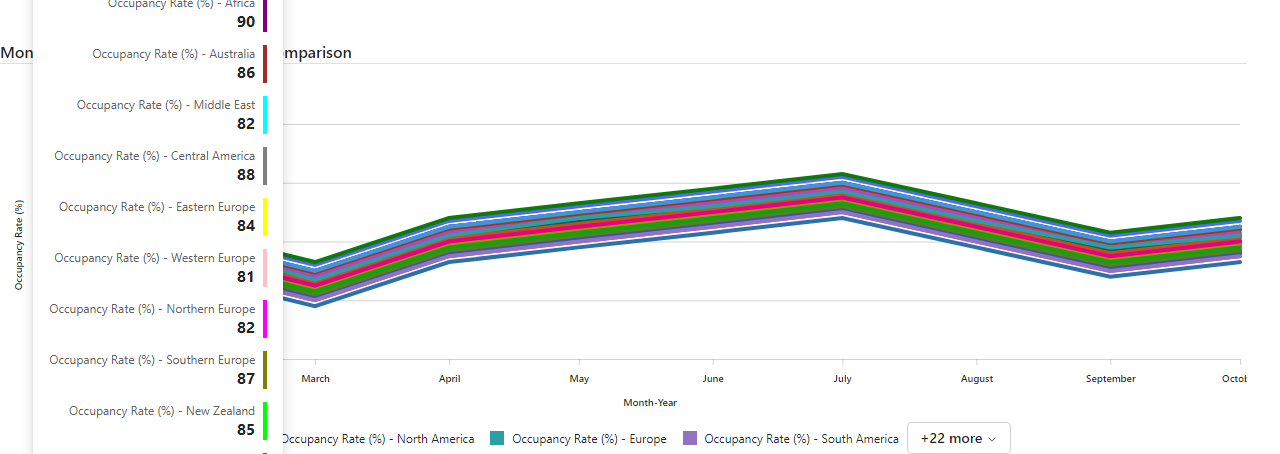 Occupancy Rate (%) - Africa
90
Mon
omparison
Occupancy Rate (%) - Australia
86
Occupancy Rate (%) - Middle East
82
Occupancy Rate (%) - Central America
88
Occupancy Rate (%)
Occupancy Rate (%) - Eastern Europe
84
Occupancy Rate (%) - Western Europe
81
Occupancy Rate (%) - Northern Europe
82
Occupancy Rate (%) - Southern Europe
87
Occupancy Rate (%) - New Zealand
85
March April May June July August September Octob
Month-Year
Occupancy Rate (%) - North America Occupancy Rate (%) - Europe Occupancy Rate (%) - South America +22 more